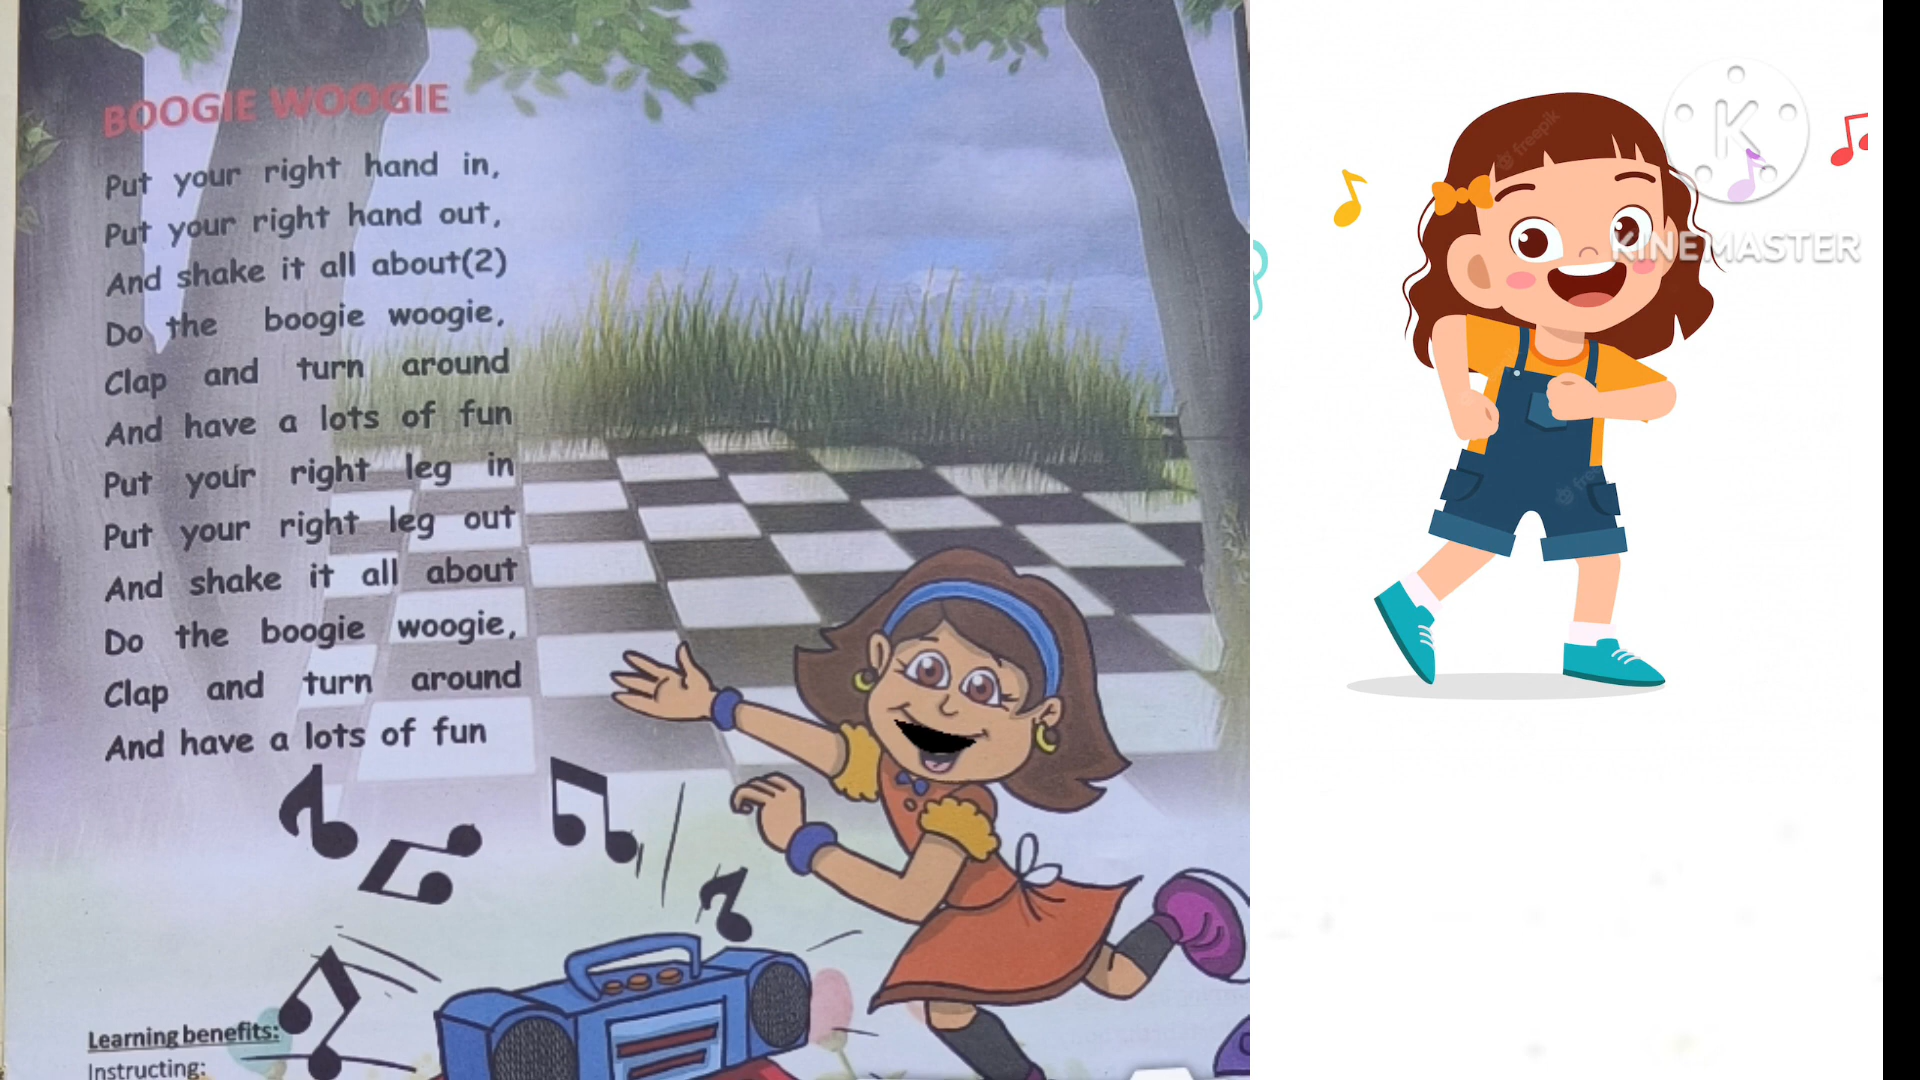 BOOGIE WOOGIE
Put your right hand in,
Put your right hand out,
And shake it all about(2)
Do the boogie woogie,
Clap and turn around
And have a lots of fun
Put your right leg in
Put your right leg out
And shake it all about
Do the boogie woogie,
Clap and turn around
And have a lots of fun
Learning benefits:
Instructing:
K
KINEMASTER
freepik